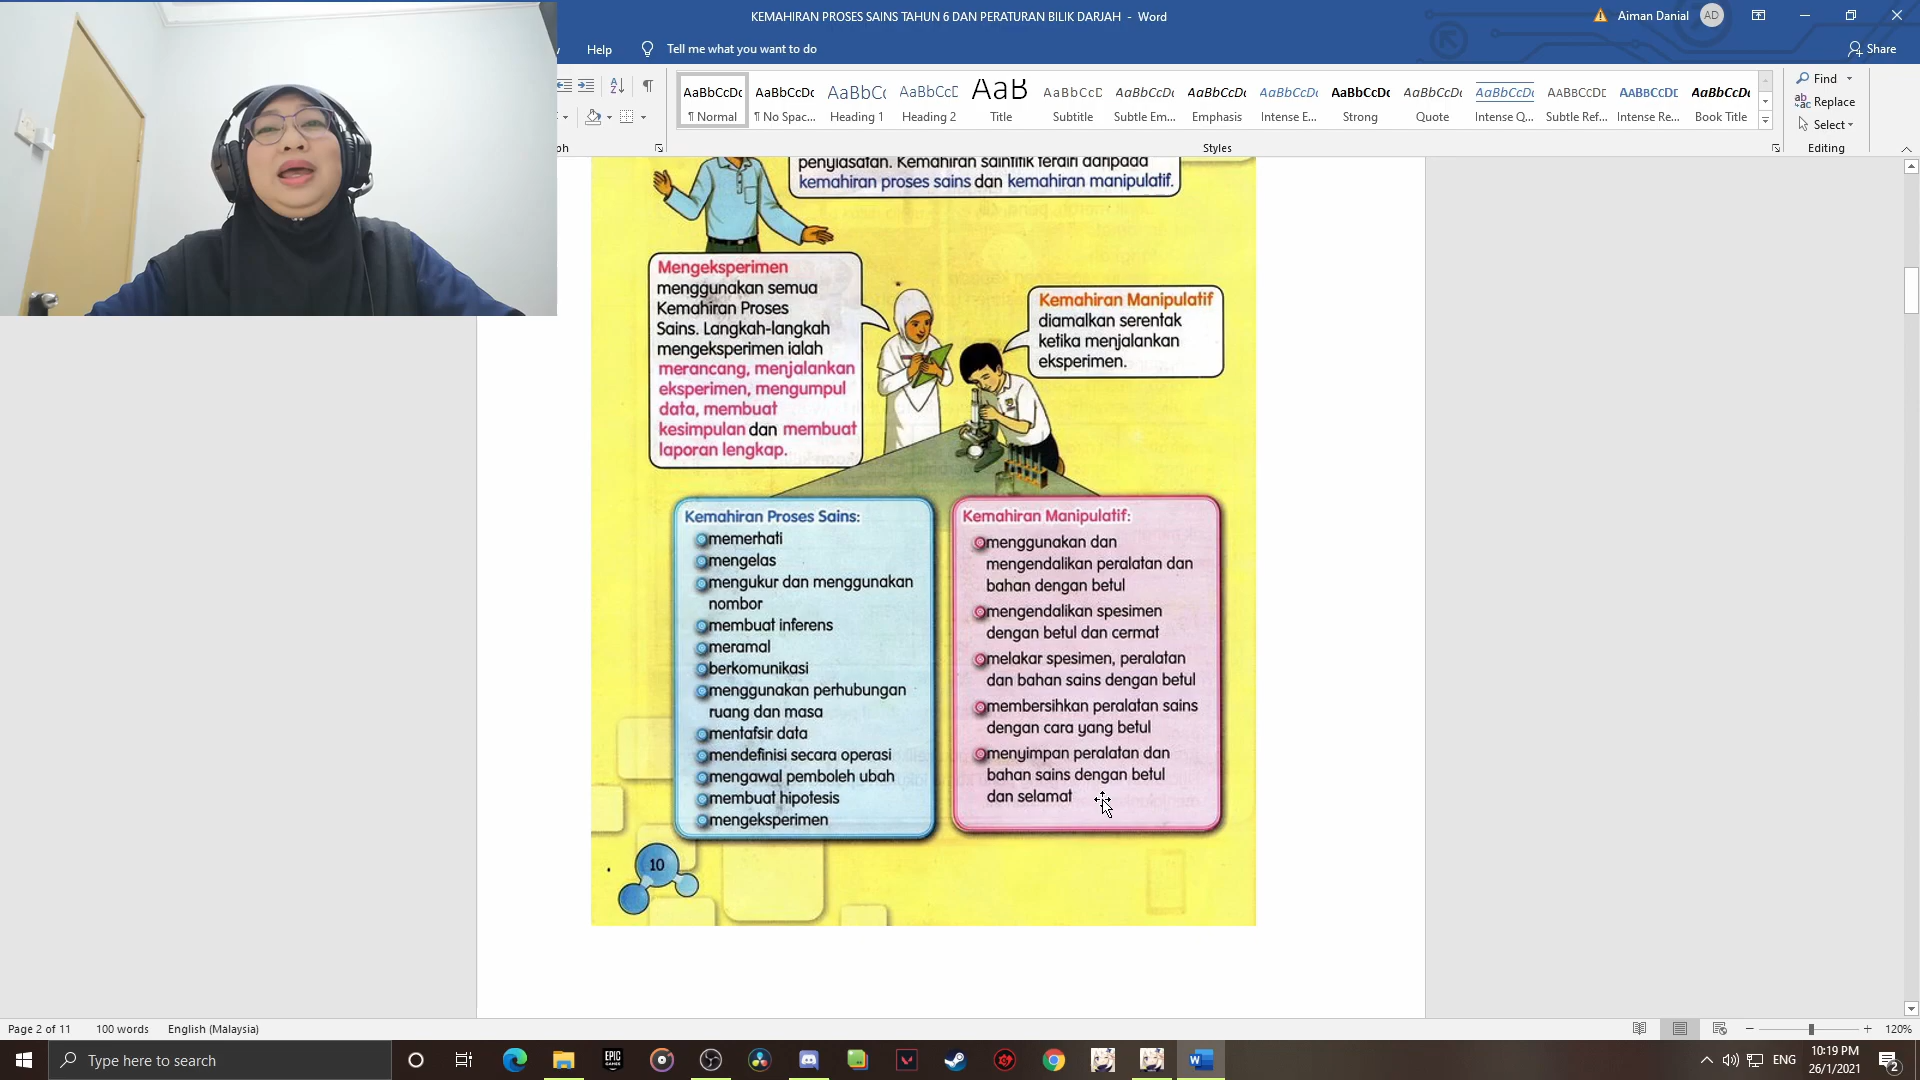 KEMAHIRAN PROSES SAINS TAHUN 6 DAN PERATURAN BILIK DARJAH - Word
Aiman Danial
AD
Help
Tell me what you want to do
Share
AaBbCcDc
AaBbCcDc
AaBbCc
AaBbCcD
AaB
AaBbCcD
AaBbCcDc
AaBbCcDc
AaBbCcDc
AaBbCcDc
AaBbCcDc
AaBbCcDc
AABBCCDD
AABBCCDE
AaBbCcDc
¶ Normal
¶ No Spac...
Heading 1
Heading 2
Title
Subtitle
Subtle Em...
Emphasis
Intense E...
Strong
Quote
Intense Q...
Subtle Ref...
Intense Re...
Book Title
Find
Replace
Select
ph
Styles
Editing
penyiasatan. Kemahiran saintifik terdiri daripada
kemahiran proses sains dan kemahiran manipulatif.
Mengeksperimen
menggunakan semua
Kemahiran Proses
Sains. Langkah-langkah
mengeksperimen ialah
merancang, menjalankan
eksperimen, mengumpul
data, membuat
kesimpulan dan membuat
laporan lengkap.
Kemahiran Manipulatif
diamalkan serentak
ketika menjalankan
eksperimen.
Kemahiran Proses Sains:
memerhati
mengelas
mengukur dan menggunakan
nombor
membuat inferens
meramal
berkomunikasi
menggunakan perhubungan
ruang dan masa
mentafsir data
mendefinisi secara operasi
mengawal pemboleh ubah
membuat hipotesis
mengeksperimen
Kemahiran Manipulatif:
menggunakan dan
mengendalikan peralatan dan
bahan dengan betul
mengendalikan spesimen
dengan betul dan cermat
melakar spesimen, peralatan
dan bahan sains dengan betul
membersihkan peralatan sains
dengan cara yang betul
menyimpan peralatan dan
bahan sains dengan betul
dan selamat
10
Page 2 of 11
100 words
English (Malaysia)
120%
Type here to search
EPIC GAMES
ENG
10:19 PM
26/1/2021
2